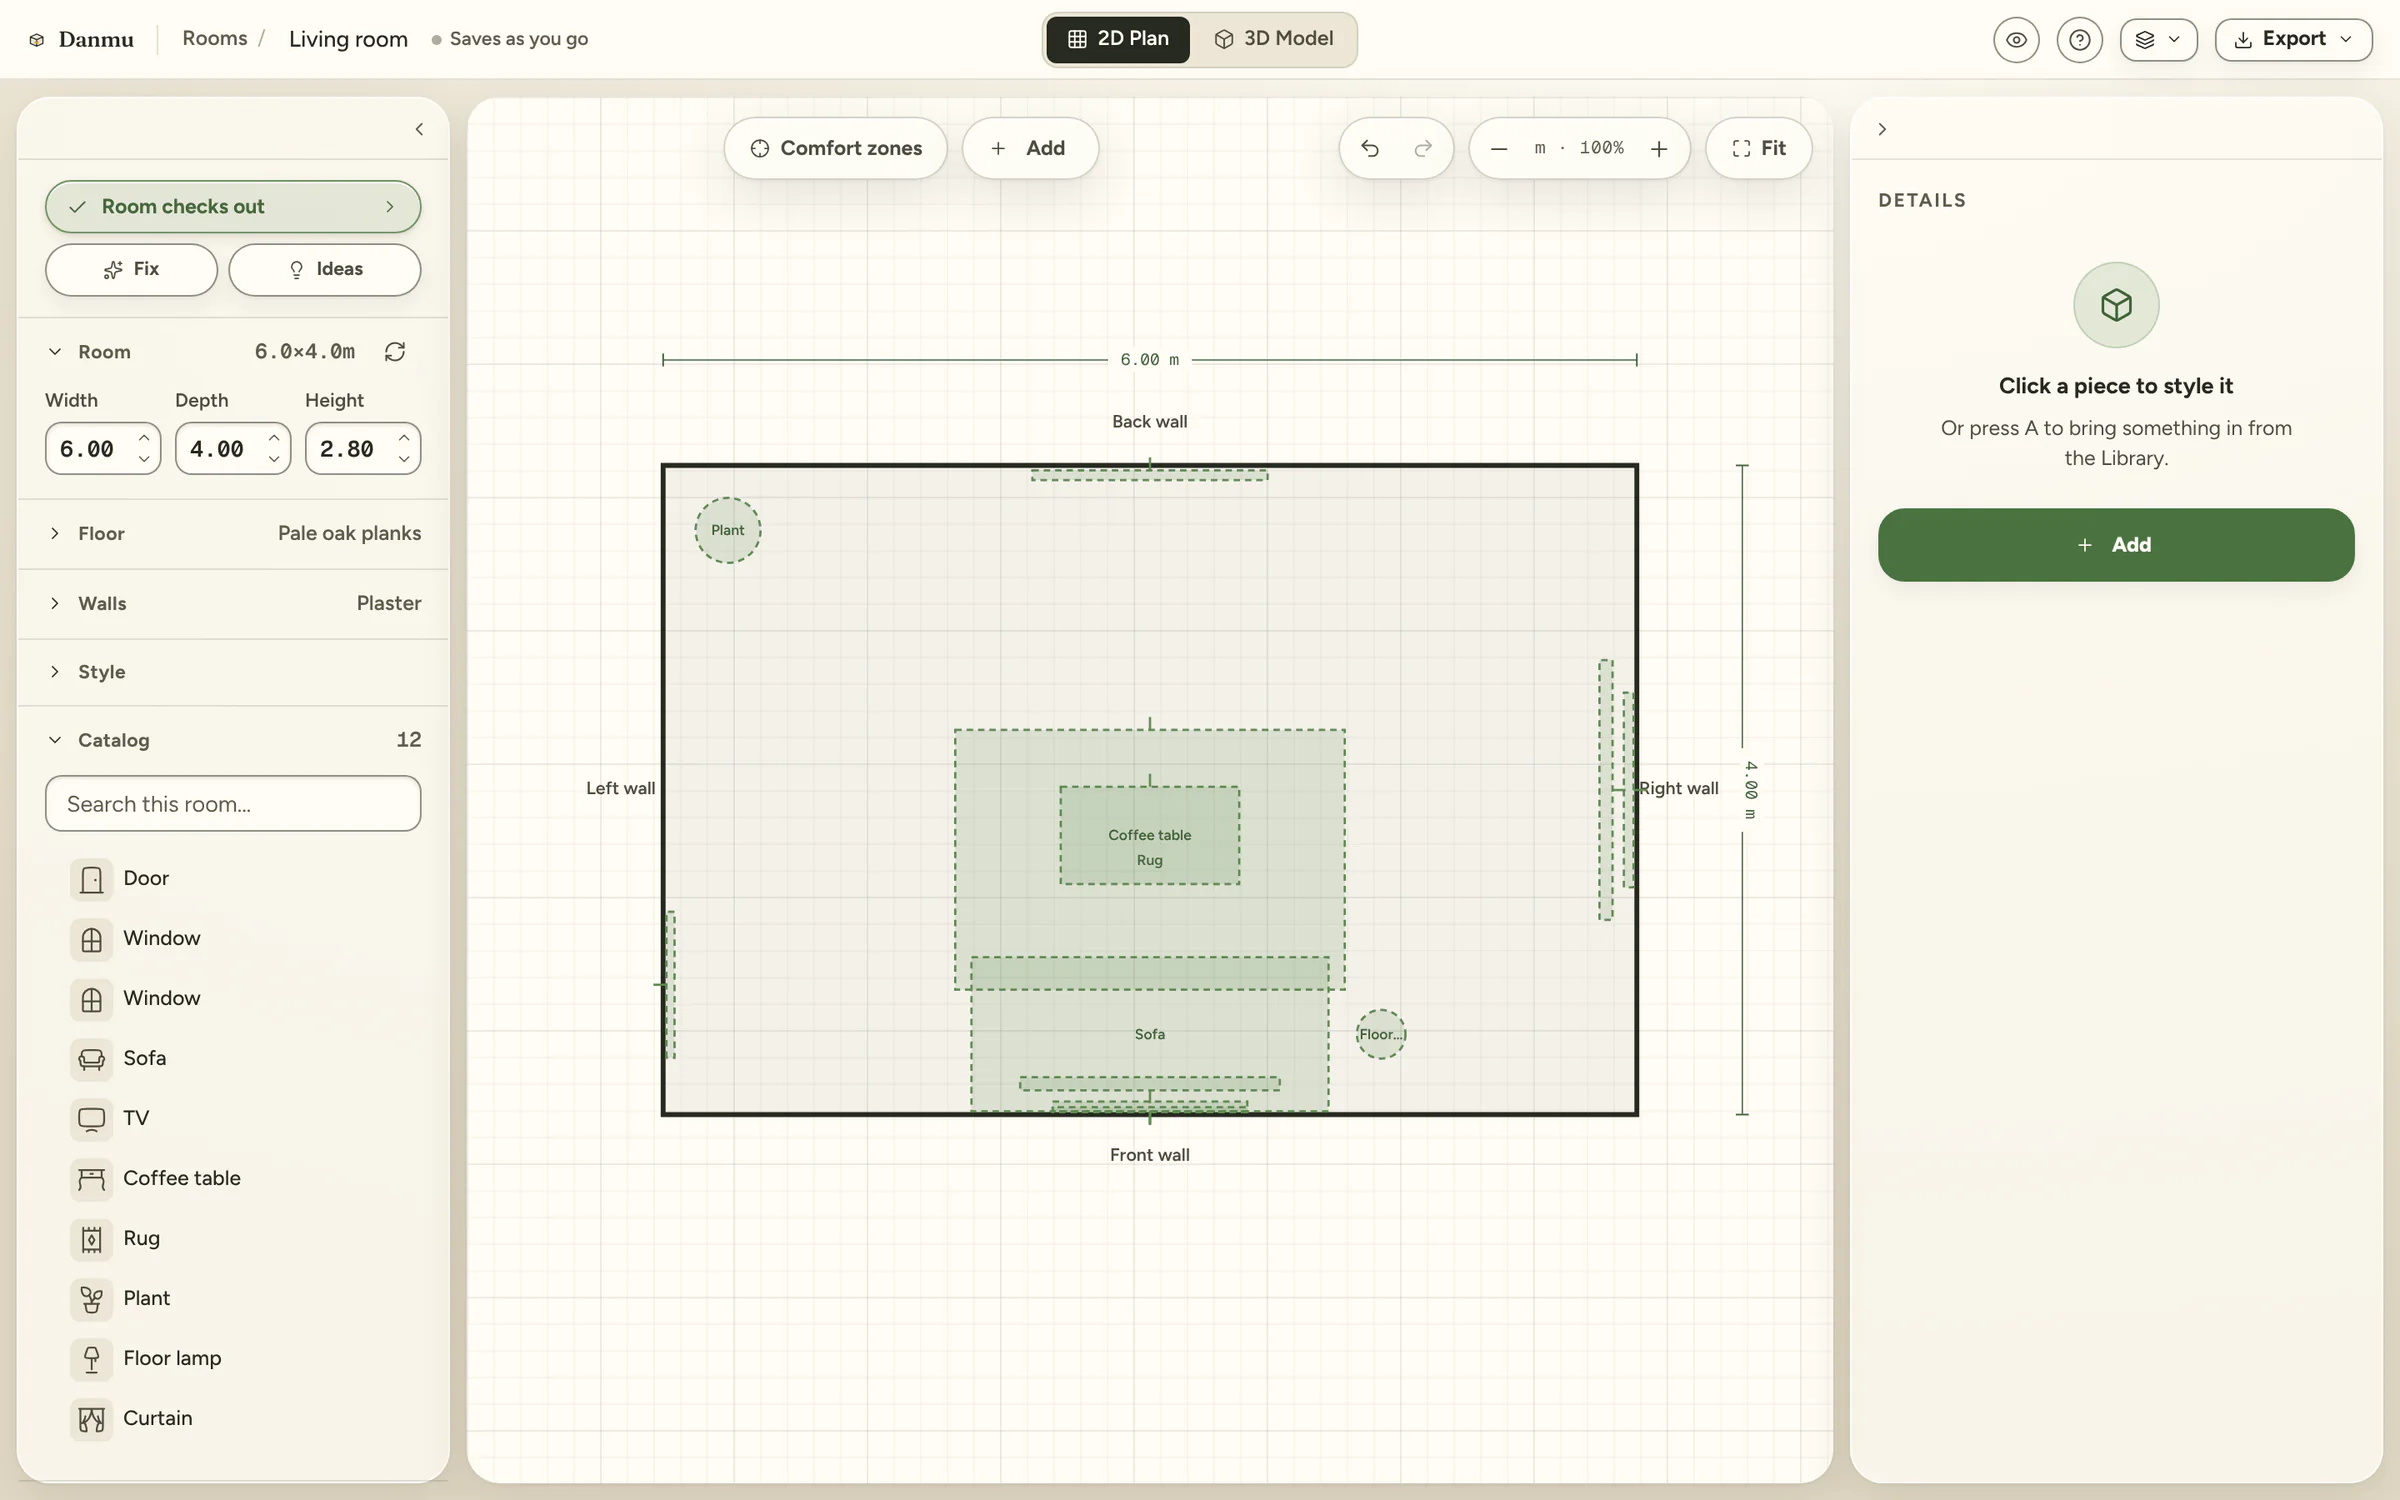 Danmu
Rooms / Living room
Saves as you go
2D Plan
3D Model
Export
Room checks out
Fix
Ideas
Room
6.0×4.0m
Width
Depth
Height
6.00
4.00
2.80
Floor
Pale oak planks
Walls
Plaster
Style
Catalog
12
Search this room...
Door
Window
Window
Sofa
TV
Coffee table
Rug
Plant
Floor lamp
Curtain
Comfort zones
Add
m · 100%
Fit
6.00 m
Back wall
Plant
Left wall
Right wall
4.00 m
Coffee table
Rug
Sofa
Floor...
Front wall
DETAILS
Click a piece to style it
Or press A to bring something in from
the Library.
Add